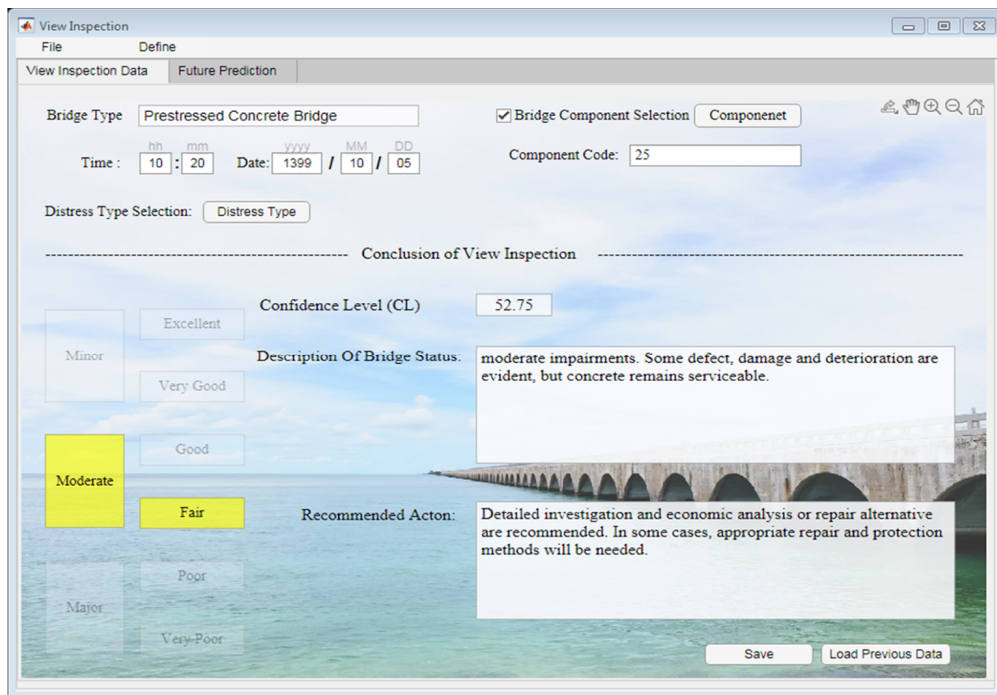 View Inspection
File Define
View Inspection Data Future Prediction
Bridge Type Prestressed Concrete Bridge
Bridge Component Selection Componenet
hh mm yyyy MM DD
Time : 10 : 20 Date: 1399 / 10 / 05
Component Code: 25
Distress Type Selection: Distress Type
Conclusion of View Inspection
Confidence Level (CL) 52.75
Excellent
Minor
Very Good
Description Of Bridge Status: moderate impairments. Some defect, damage and deterioration are
evident, but concrete remains serviceable.
Good
Moderate
Fair
Recommended Acton: Detailed investigation and economic analysis or repair alternative
are recommended. In some cases, appropriate repair and protection
methods will be needed.
Poor
Major
Very Poor
Save Load Previous Data